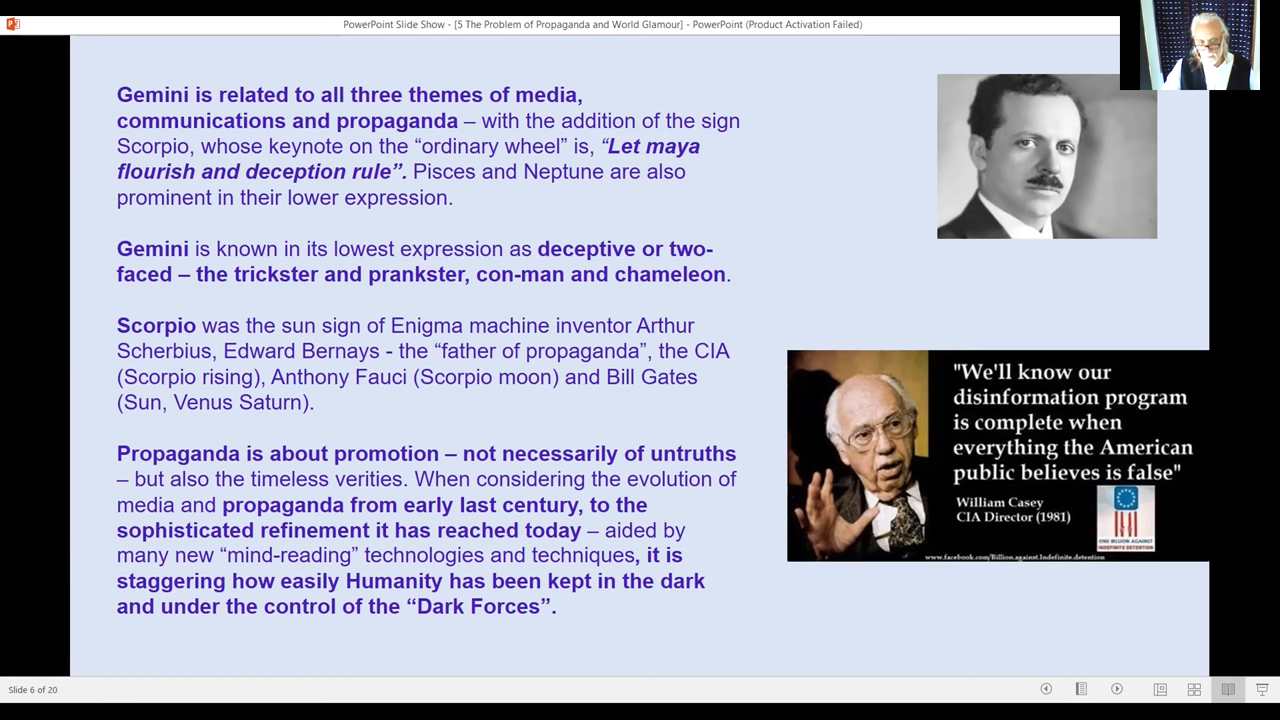 PowerPoint Slide Show - [5 The Problem of Propaganda and World Glamour] - PowerPoint (Product Activation Failed)
Gemini is related to all three themes of media,
communications and propaganda – with the addition of the sign
Scorpio, whose keynote on the “ordinary wheel” is, “Let maya
flourish and deception rule”. Pisces and Neptune are also
prominent in their lower expression.
Gemini is known in its lowest expression as deceptive or two-
faced – the trickster and prankster, con-man and chameleon.
Scorpio was the sun sign of Enigma machine inventor Arthur
Scherbius, Edward Bernays - the “father of propaganda”, the CIA
(Scorpio rising), Anthony Fauci (Scorpio moon) and Bill Gates
(Sun, Venus Saturn).
Propaganda is about promotion – not necessarily of untruths
– but also the timeless verities. When considering the evolution of
media and propaganda from early last century, to the
sophisticated refinement it has reached today – aided by
many new “mind-reading” technologies and techniques, it is
staggering how easily Humanity has been kept in the dark
and under the control of the “Dark Forces”.
"We'll know our
disinformation program
is complete when
everything the American
public believes is false"
William Casey
CIA Director (1981)
ONE BILLION AGAINST
INDEFINITE DETENTION
www.facebook.com/Billion.against.Indefinite.detention
Slide 6 of 20